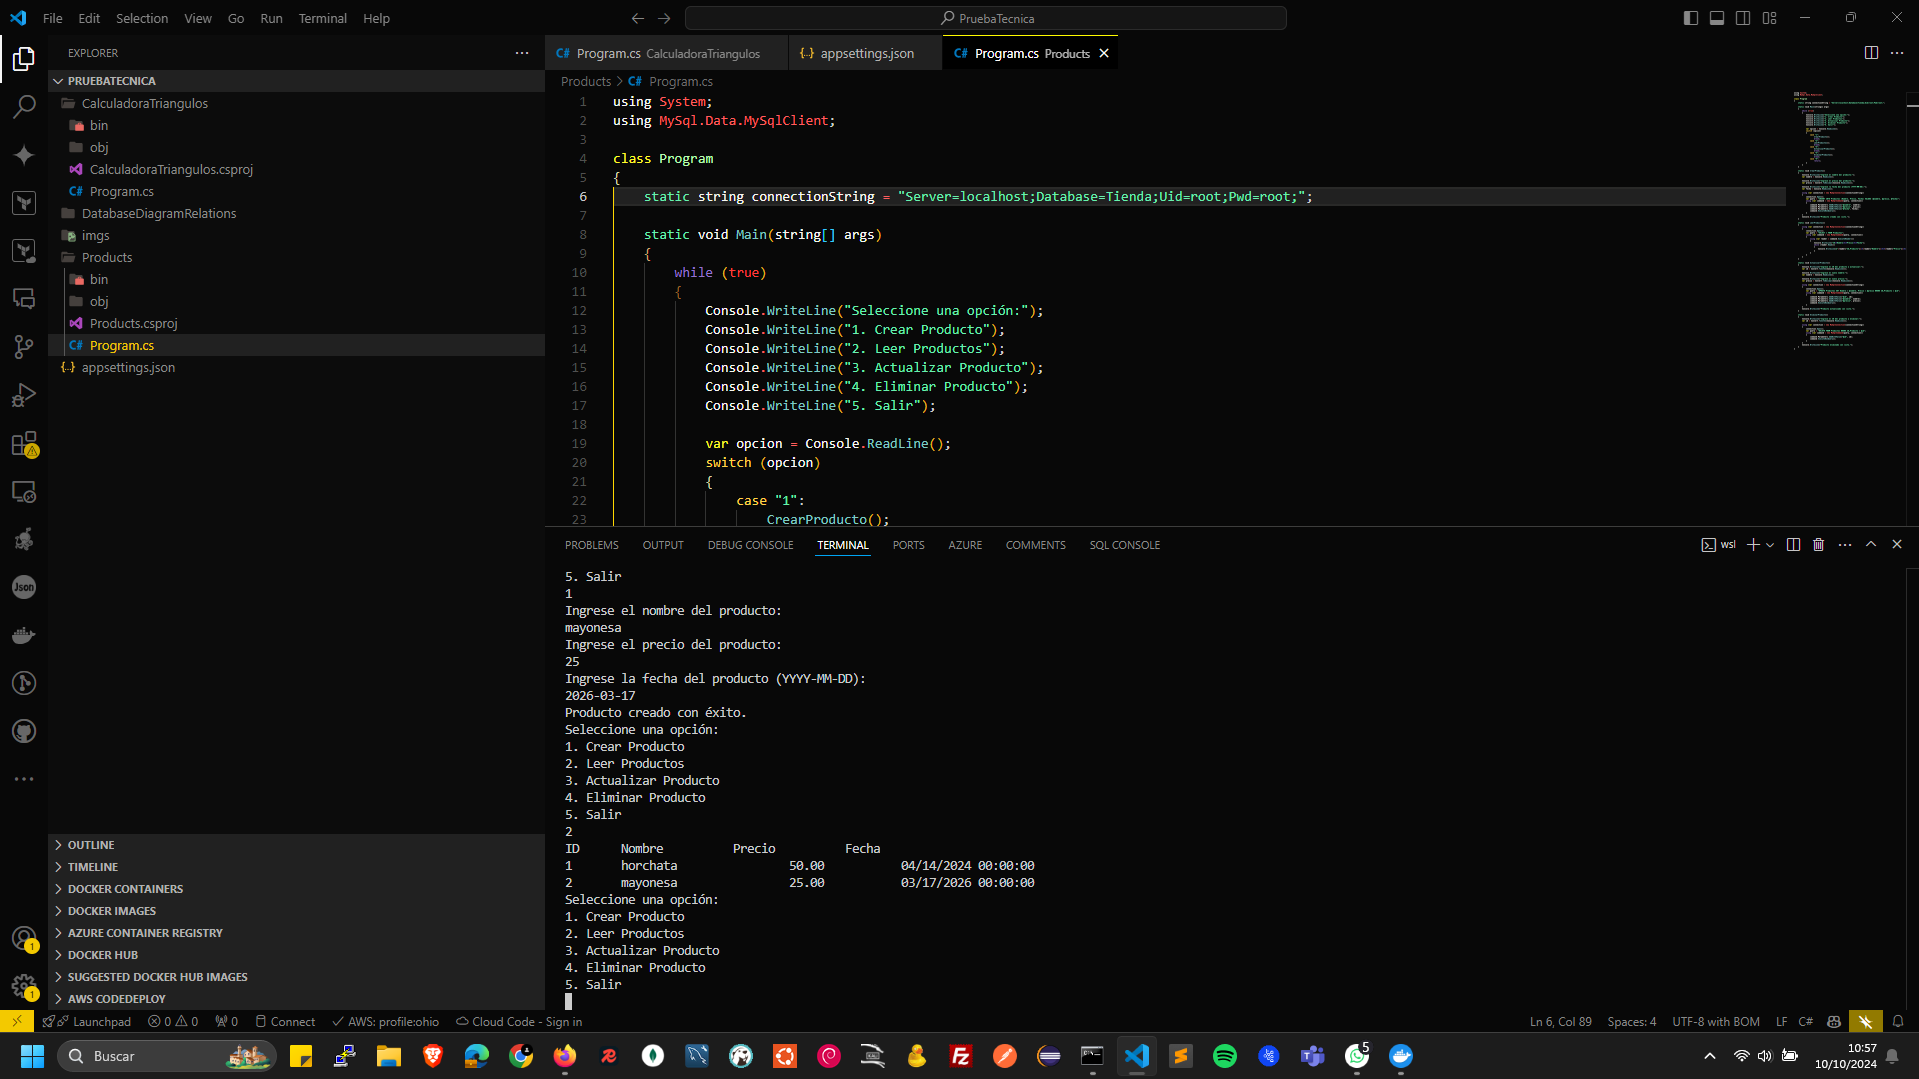 File Edit Selection View Go Run Terminal Help
PruebaTecnica
EXPLORER
PRUEBATECNICA
CalculadoraTriangulos
bin
obj
CalculadoraTriangulos.csproj
C# Program.cs
DatabaseDiagramRelations
imgs
Products
bin
obj
Products.csproj
C# Program.cs
{..} appsettings.json
OUTLINE
TIMELINE
DOCKER CONTAINERS
DOCKER IMAGES
AZURE CONTAINER REGISTRY
DOCKER HUB
SUGGESTED DOCKER HUB IMAGES
AWS CODEDEPLOY
Json
1
1
C# Program.cs CalculadoraTriangulos
{..} appsettings.json
C# Program.cs Products
Products > C# Program.cs
1 using System;
2 using MySql.Data.MySqlClient;
3
4 class Program
5 {
6 static string connectionString = "Server=localhost;Database=Tienda;Uid=root;Pwd=root;";
7
8 static void Main(string[] args)
9 {
10 while (true)
11 {
12 Console.WriteLine("Seleccione una opción:");
13 Console.WriteLine("1. Crear Producto");
14 Console.WriteLine("2. Leer Productos");
15 Console.WriteLine("3. Actualizar Producto");
16 Console.WriteLine("4. Eliminar Producto");
17 Console.WriteLine("5. Salir");
18
19 var opcion = Console.ReadLine();
20 switch (opcion)
21 {
22 case "1":
23 CrearProducto();
PROBLEMS OUTPUT DEBUG CONSOLE TERMINAL PORTS AZURE COMMENTS SQL CONSOLE
wsl
5. Salir
1
Ingrese el nombre del producto:
mayonesa
Ingrese el precio del producto:
25
Ingrese la fecha del producto (YYYY-MM-DD):
2026-03-17
Producto creado con éxito.
Seleccione una opción:
1. Crear Producto
2. Leer Productos
3. Actualizar Producto
4. Eliminar Producto
5. Salir
2
ID Nombre Precio Fecha
1 horchata 50.00 04/14/2024 00:00:00
2 mayonesa 25.00 03/17/2026 00:00:00
Seleccione una opción:
1. Crear Producto
2. Leer Productos
3. Actualizar Producto
4. Eliminar Producto
5. Salir
Launchpad 0 0 0 Connect AWS: profile:ohio Cloud Code - Sign in
Ln 6, Col 89 Spaces: 4 UTF-8 with BOM LF C#
Buscar
Fz
5
10:57
10/10/2024